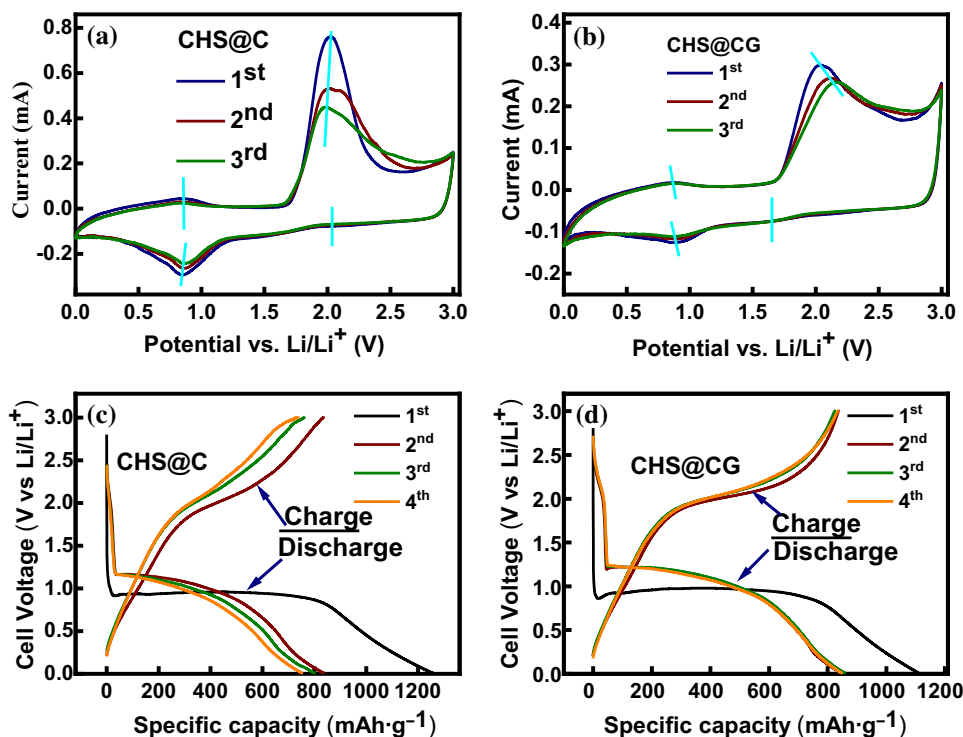 (a)
CHS@C
1st
2nd
3rd
0.8
0.6
0.4
0.2
0.0
-0.2
Current (mA)
0.0 0.5 1.0 1.5 2.0 2.5 3.0
Potential vs. Li/Li+ (V)
(b)
CHS@CG
1st
2nd
3rd
0.4
0.3
0.2
0.1
0.0
-0.1
-0.2
Current (mA)
0.0 0.5 1.0 1.5 2.0 2.5 3.0
Potential vs. Li/Li+ (V)
(c)
CHS@C
1st
2nd
3rd
4th
Charge
Discharge
3.0
2.5
2.0
1.5
1.0
0.5
0.0
Cell Voltage (V vs Li/Li+)
0 200 400 600 800 1000 1200
Specific capacity (mAh·g–1)
(d)
CHS@CG
1st
2nd
3rd
4th
Charge
Discharge
3.0
2.5
2.0
1.5
1.0
0.5
0.0
Cell Voltage (V vs Li/Li+)
0 200 400 600 800 1000 1200
Specific capacity (mAh·g–1)